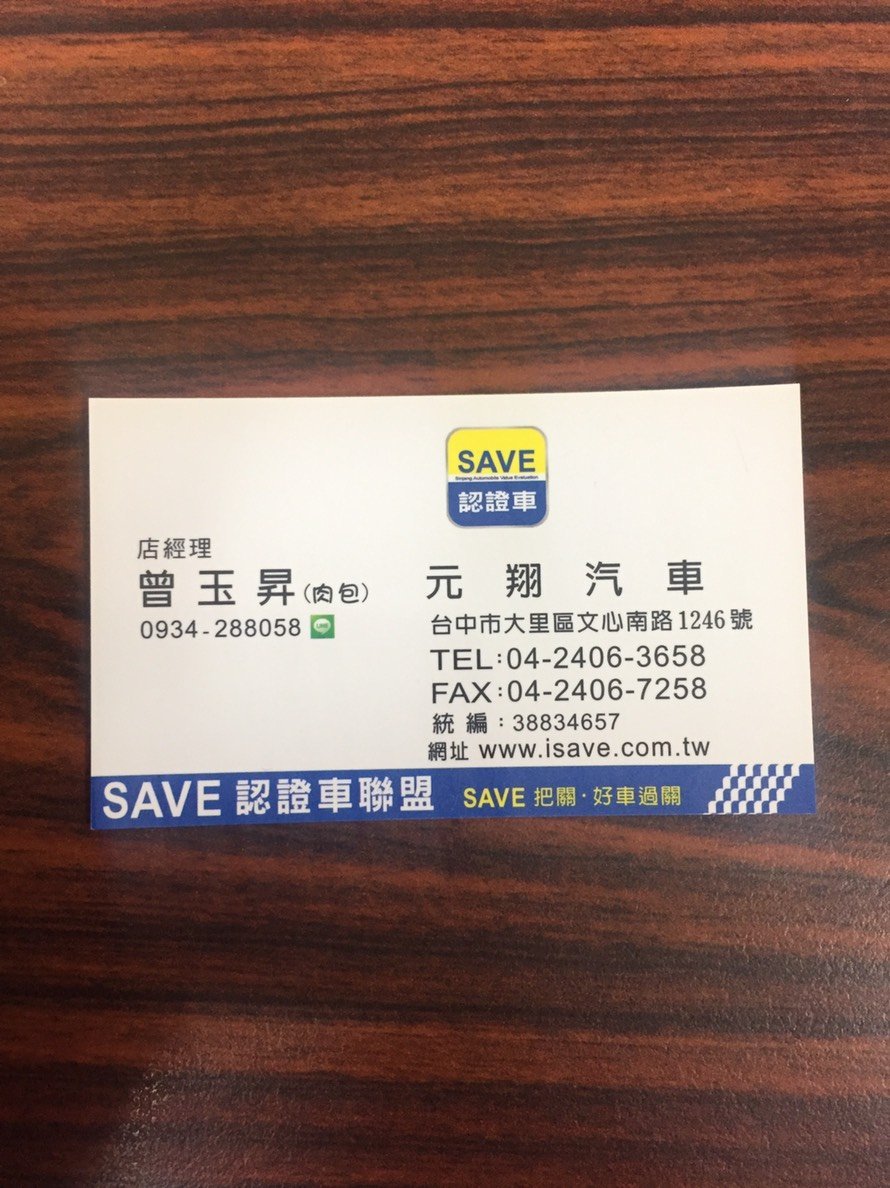 SAVE
Sinjang Automobile Value Evaluation
認證車
店經理
曾玉昇(肉包)
0934-288058 LINE
元翔汽車
台中市大里區文心南路1246號
TEL:04-2406-3658
FAX:04-2406-7258
統編:38834657
網址 www.isave.com.tw
SAVE 認證車聯盟 SAVE 把關·好車過關